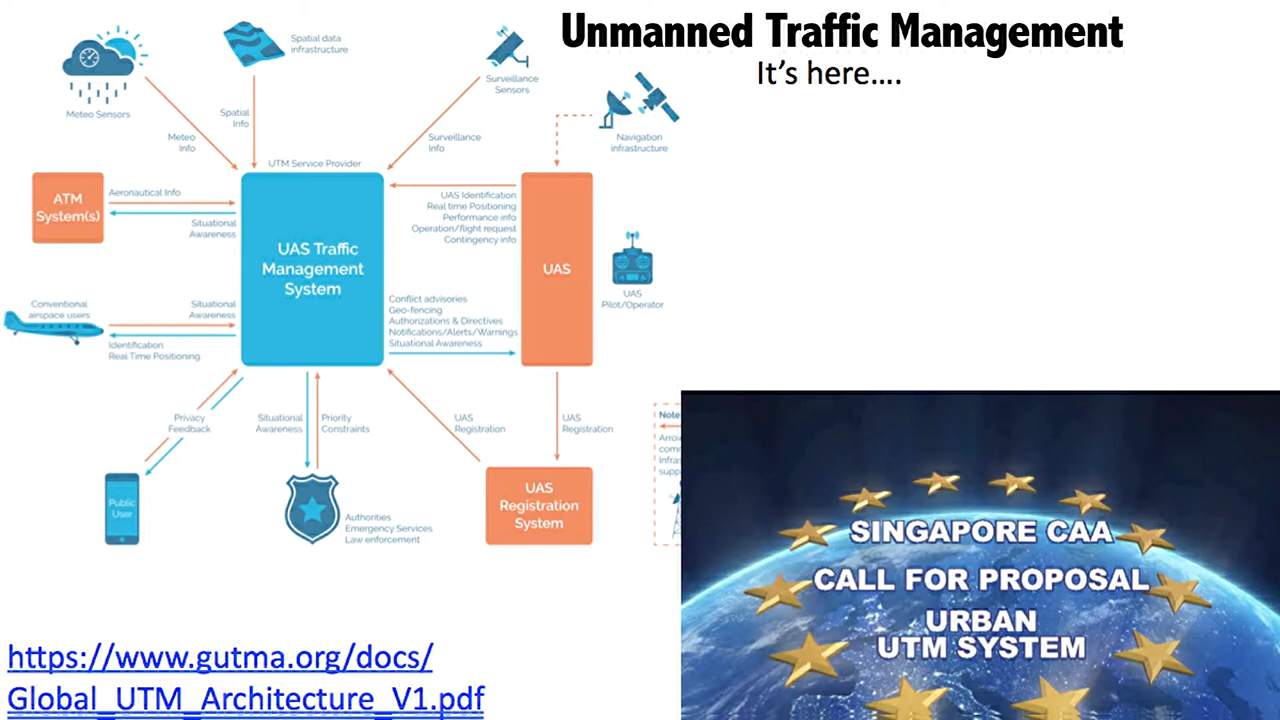 Unmanned Traffic Management
It's here....
Spatial data
infrastructure
Surveillance
Sensors
Meteo Sensors
Navigation
infrastructure
Spatial
Info
Meteo
Info
Surveillance
Info
UTM Service Provider
ATM
System(s)
Aeronautical Info
Situational
Awareness
UAS Traffic
Management
System
UAS Identification
Real time Positioning
Performance info
Operation/flight request
Contingency info
UAS
UAS
Pilot/Operator
Conventional
airspace users
Situational
Awareness
Identification
Real Time Positioning
Conflict advisories
Geo-fencing
Authorizations & Directives
Notifications/Alerts/Warnings
Situational Awareness
Privacy
Feedback
Situational
Awareness
Priority
Constraints
UAS
Registration
UAS
Registration
Note
Public
User
Authorities
Emergency Services
Law enforcement
UAS
Registration
System
SINGAPORE CAA
CALL FOR PROPOSAL
URBAN
UTM SYSTEM
https://www.gutma.org/docs/
Global_UTM_Architecture_V1.pdf